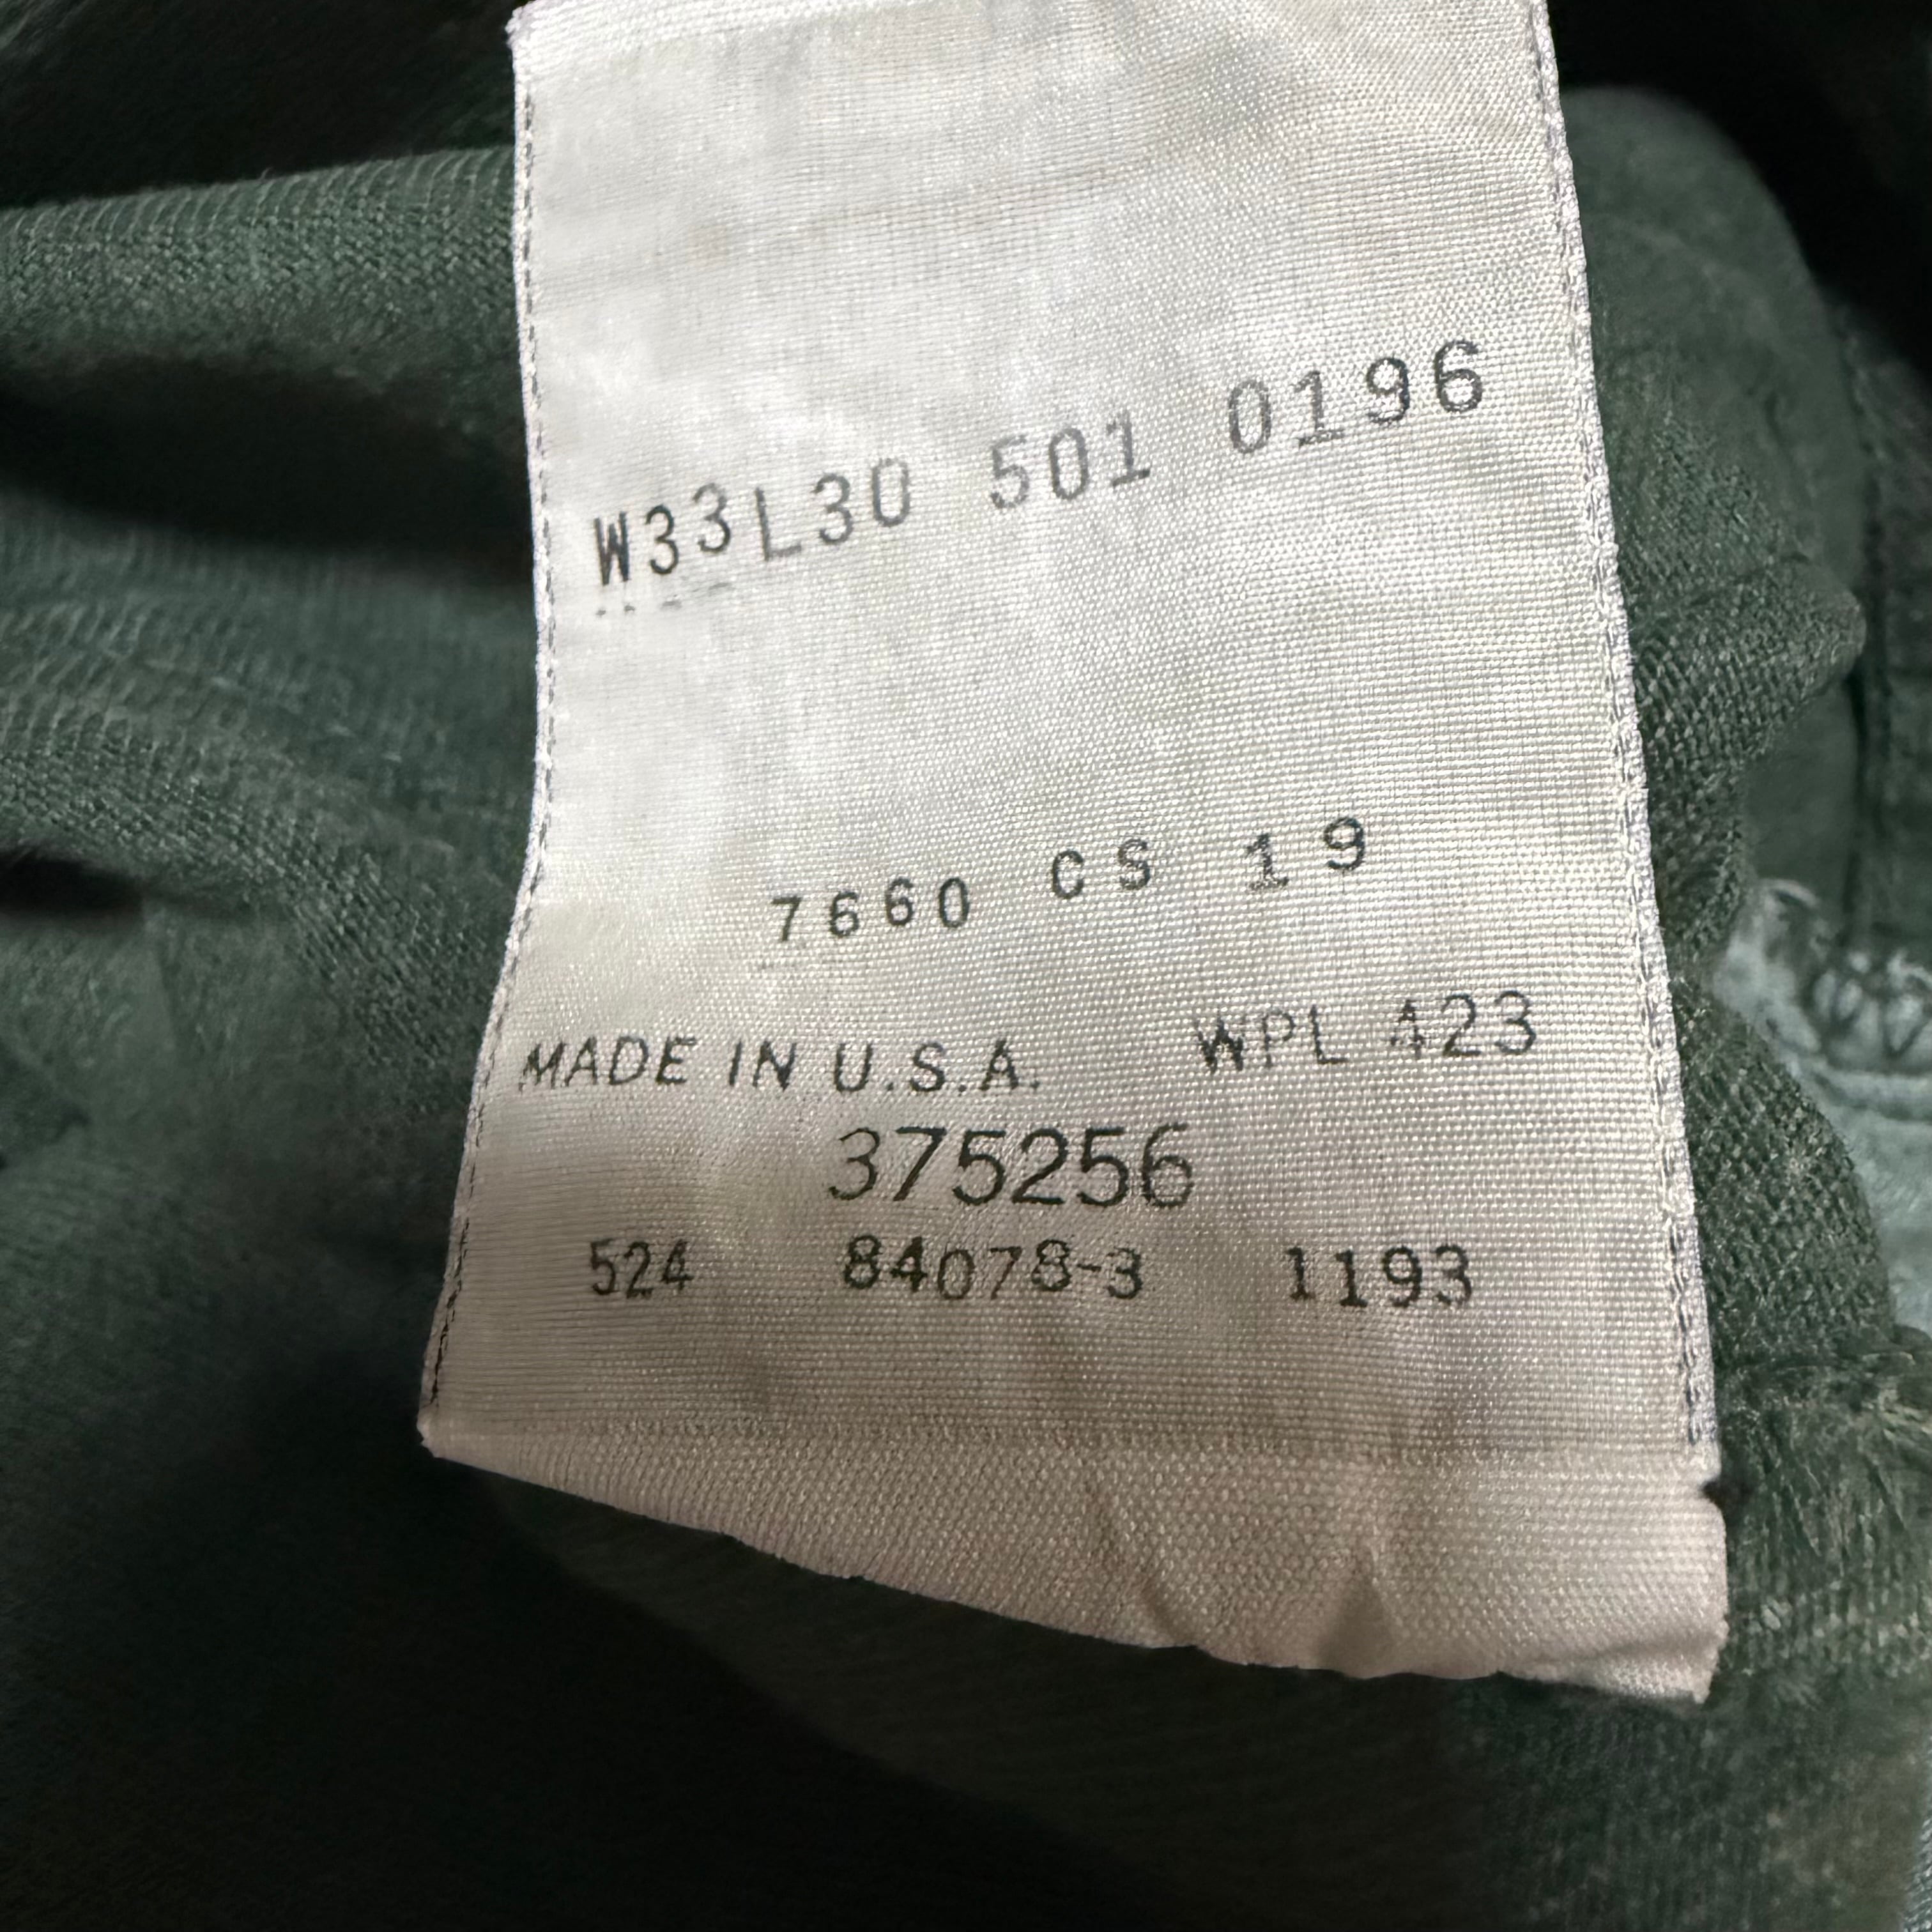 W33L30 501 0196
7660 CS 19
MADE IN U.S.A. WPL 423
375256
524 84078-3 1193